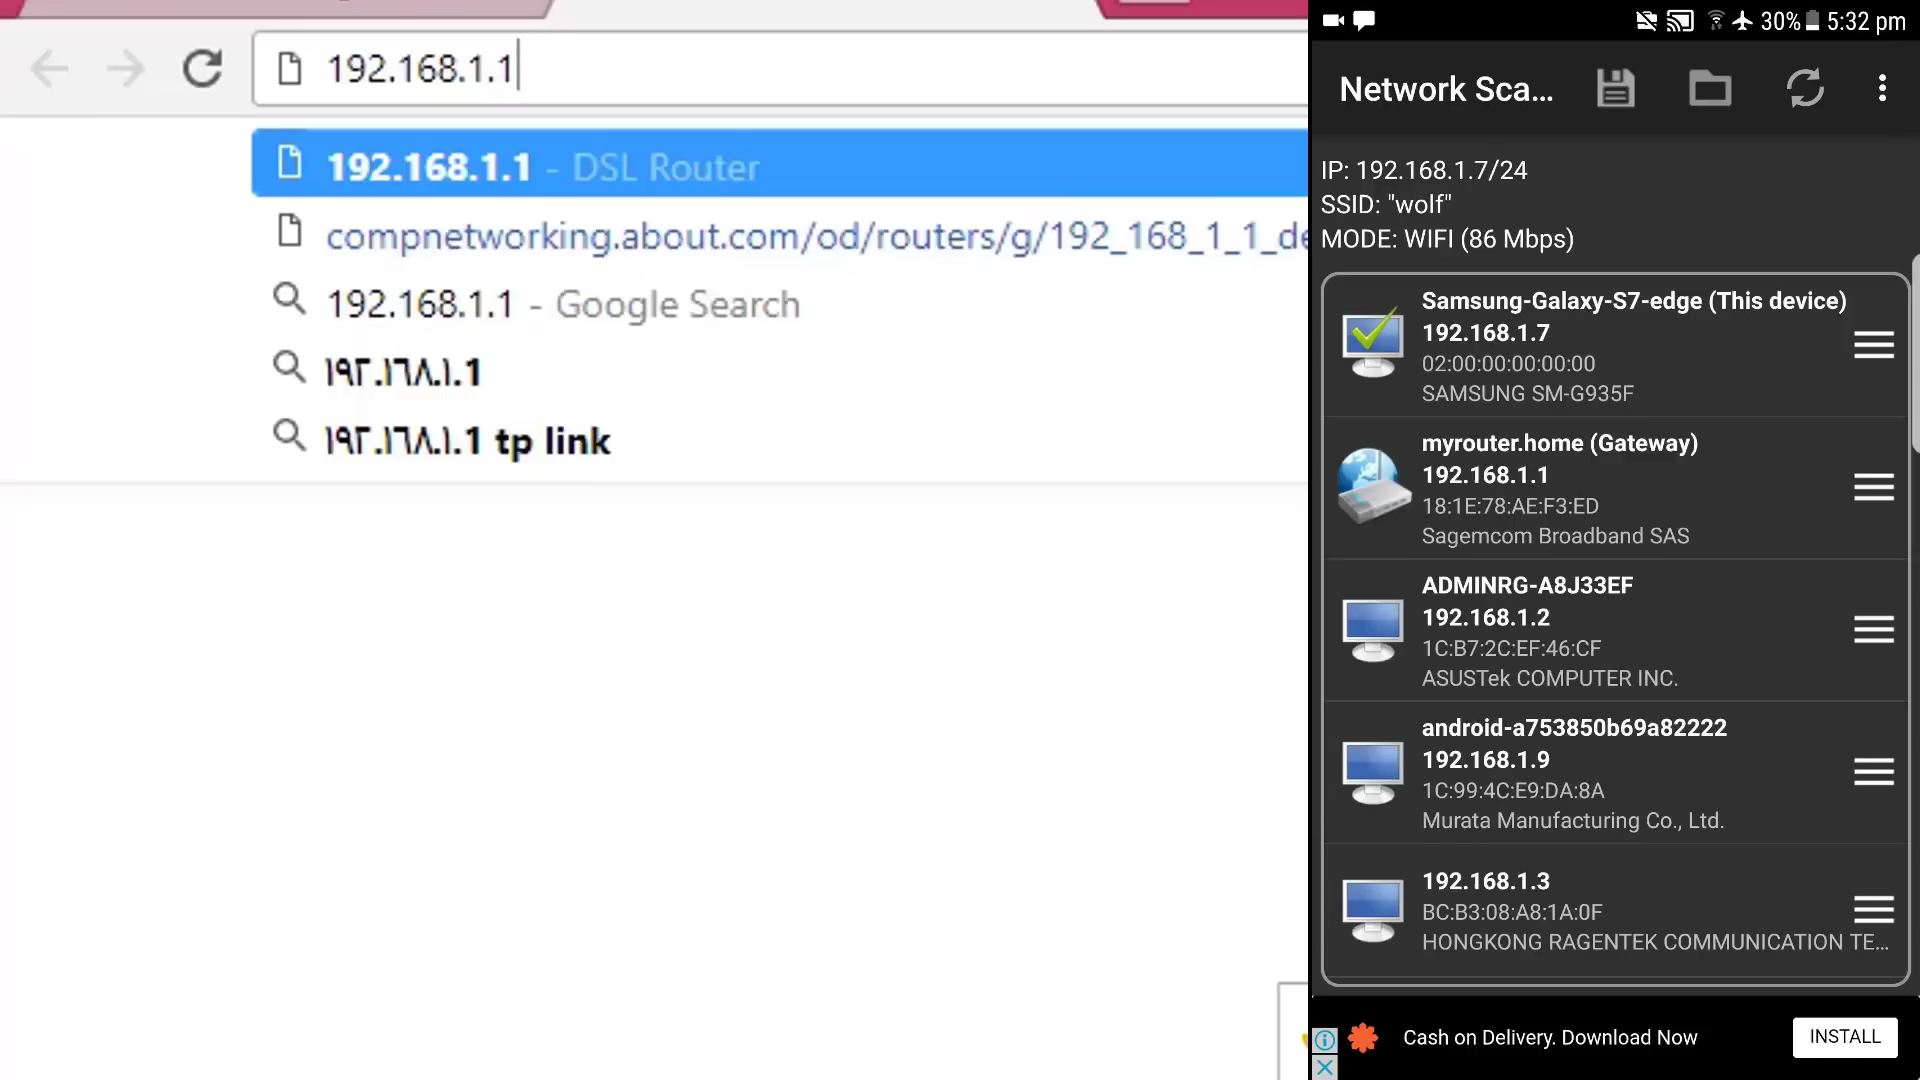 192.168.1.1
192.168.1.1 - DSL Router
compnetworking.about.com/od/routers/g/192_168_1_1_de
192.168.1.1 - Google Search
١٩٢.١٦٨.١.1
١٩٢.١٦٨.١.1 tp link
30% 5:32 pm
Network Sca...
IP: 192.168.1.7/24
SSID: "wolf"
MODE: WIFI (86 Mbps)
Samsung-Galaxy-S7-edge (This device)
192.168.1.7
02:00:00:00:00:00
SAMSUNG SM-G935F
myrouter.home (Gateway)
192.168.1.1
18:1E:78:AE:F3:ED
Sagemcom Broadband SAS
ADMINRG-A8J33EF
192.168.1.2
1C:B7:2C:EF:46:CF
ASUSTek COMPUTER INC.
android-a753850b69a82222
192.168.1.9
1C:99:4C:E9:DA:8A
Murata Manufacturing Co., Ltd.
192.168.1.3
BC:B3:08:A8:1A:0F
HONGKONG RAGENTEK COMMUNICATION TE...
Cash on Delivery. Download Now
INSTALL